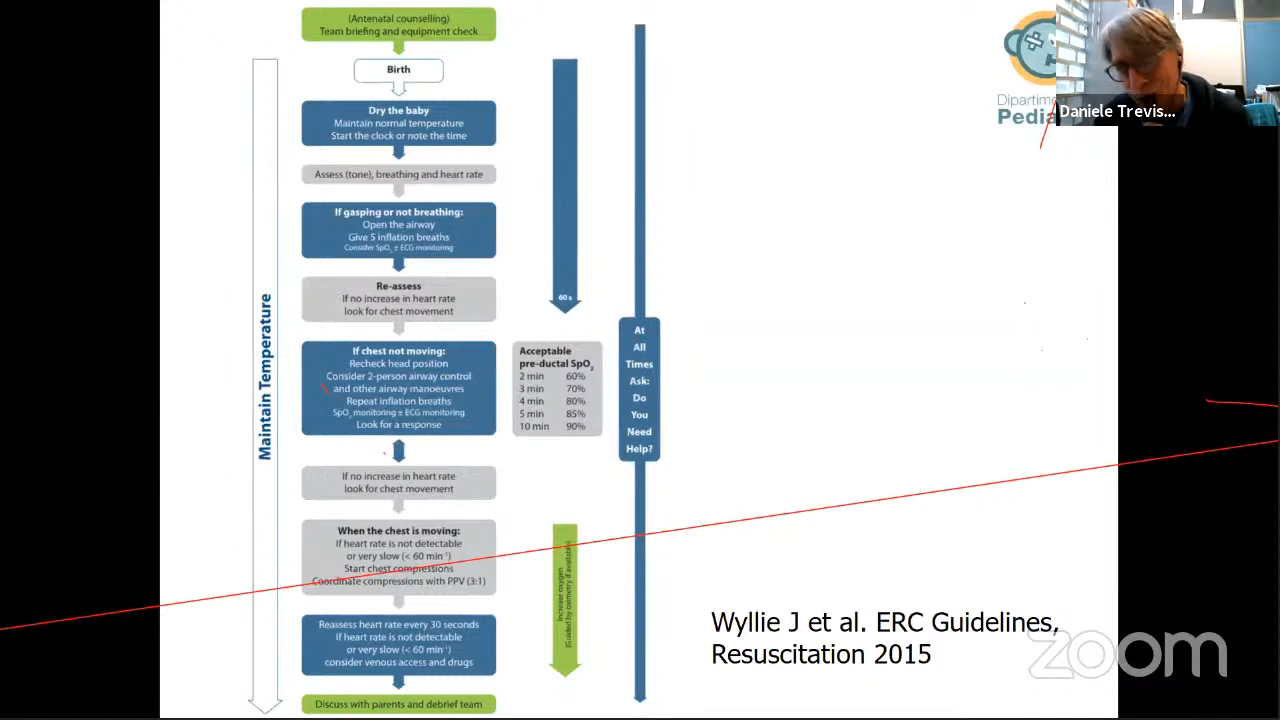 (Antenatal counselling)
Team briefing and equipment check
Birth
Dry the baby
Maintain normal temperature
Start the clock or note the time
Assess (tone), breathing and heart rate
If gasping or not breathing:
Open the airway
Give 5 inflation breaths
Consider SpO₂ ± ECG monitoring
Re-assess
If no increase in heart rate
look for chest movement
If chest not moving:
Recheck head position
Consider 2-person airway control
and other airway manoeuvres
Repeat inflation breaths
SpO₂ monitoring ± ECG monitoring
Look for a response
If no increase in heart rate
look for chest movement
When the chest is moving:
If heart rate is not detectable
or very slow (< 60 min⁻¹)
Start chest compressions
Coordinate compressions with PPV (3:1)
Reassess heart rate every 30 seconds
If heart rate is not detectable
or very slow (< 60 min⁻¹)
consider venous access and drugs
Discuss with parents and debrief team
Maintain Temperature
60 s
Acceptable
pre-ductal SpO₂
2 min 60%
3 min 70%
4 min 80%
5 min 85%
10 min 90%
Increase oxygen
(Guided by oximetry if available)
At
All
Times
Ask:
Do
You
Need
Help?
Daniele Trevis...
Wyllie J et al. ERC Guidelines,
Resuscitation 2015
zoom